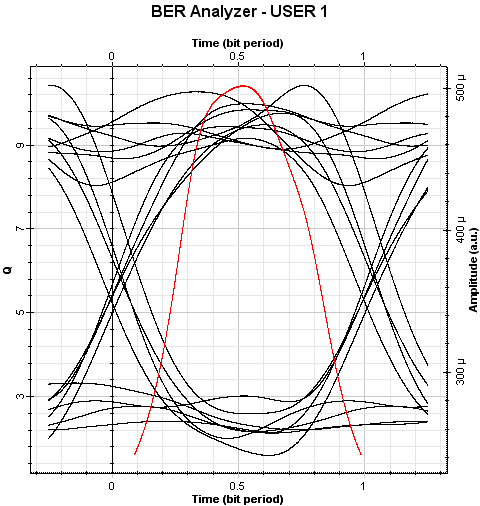 BER Analyzer - USER 1
Time (bit period)
0 0.5 1
9
7
5
3
Q
500 µ
400 µ
300 µ
Amplitude (a.u.)
0 0.5 1
Time (bit period)